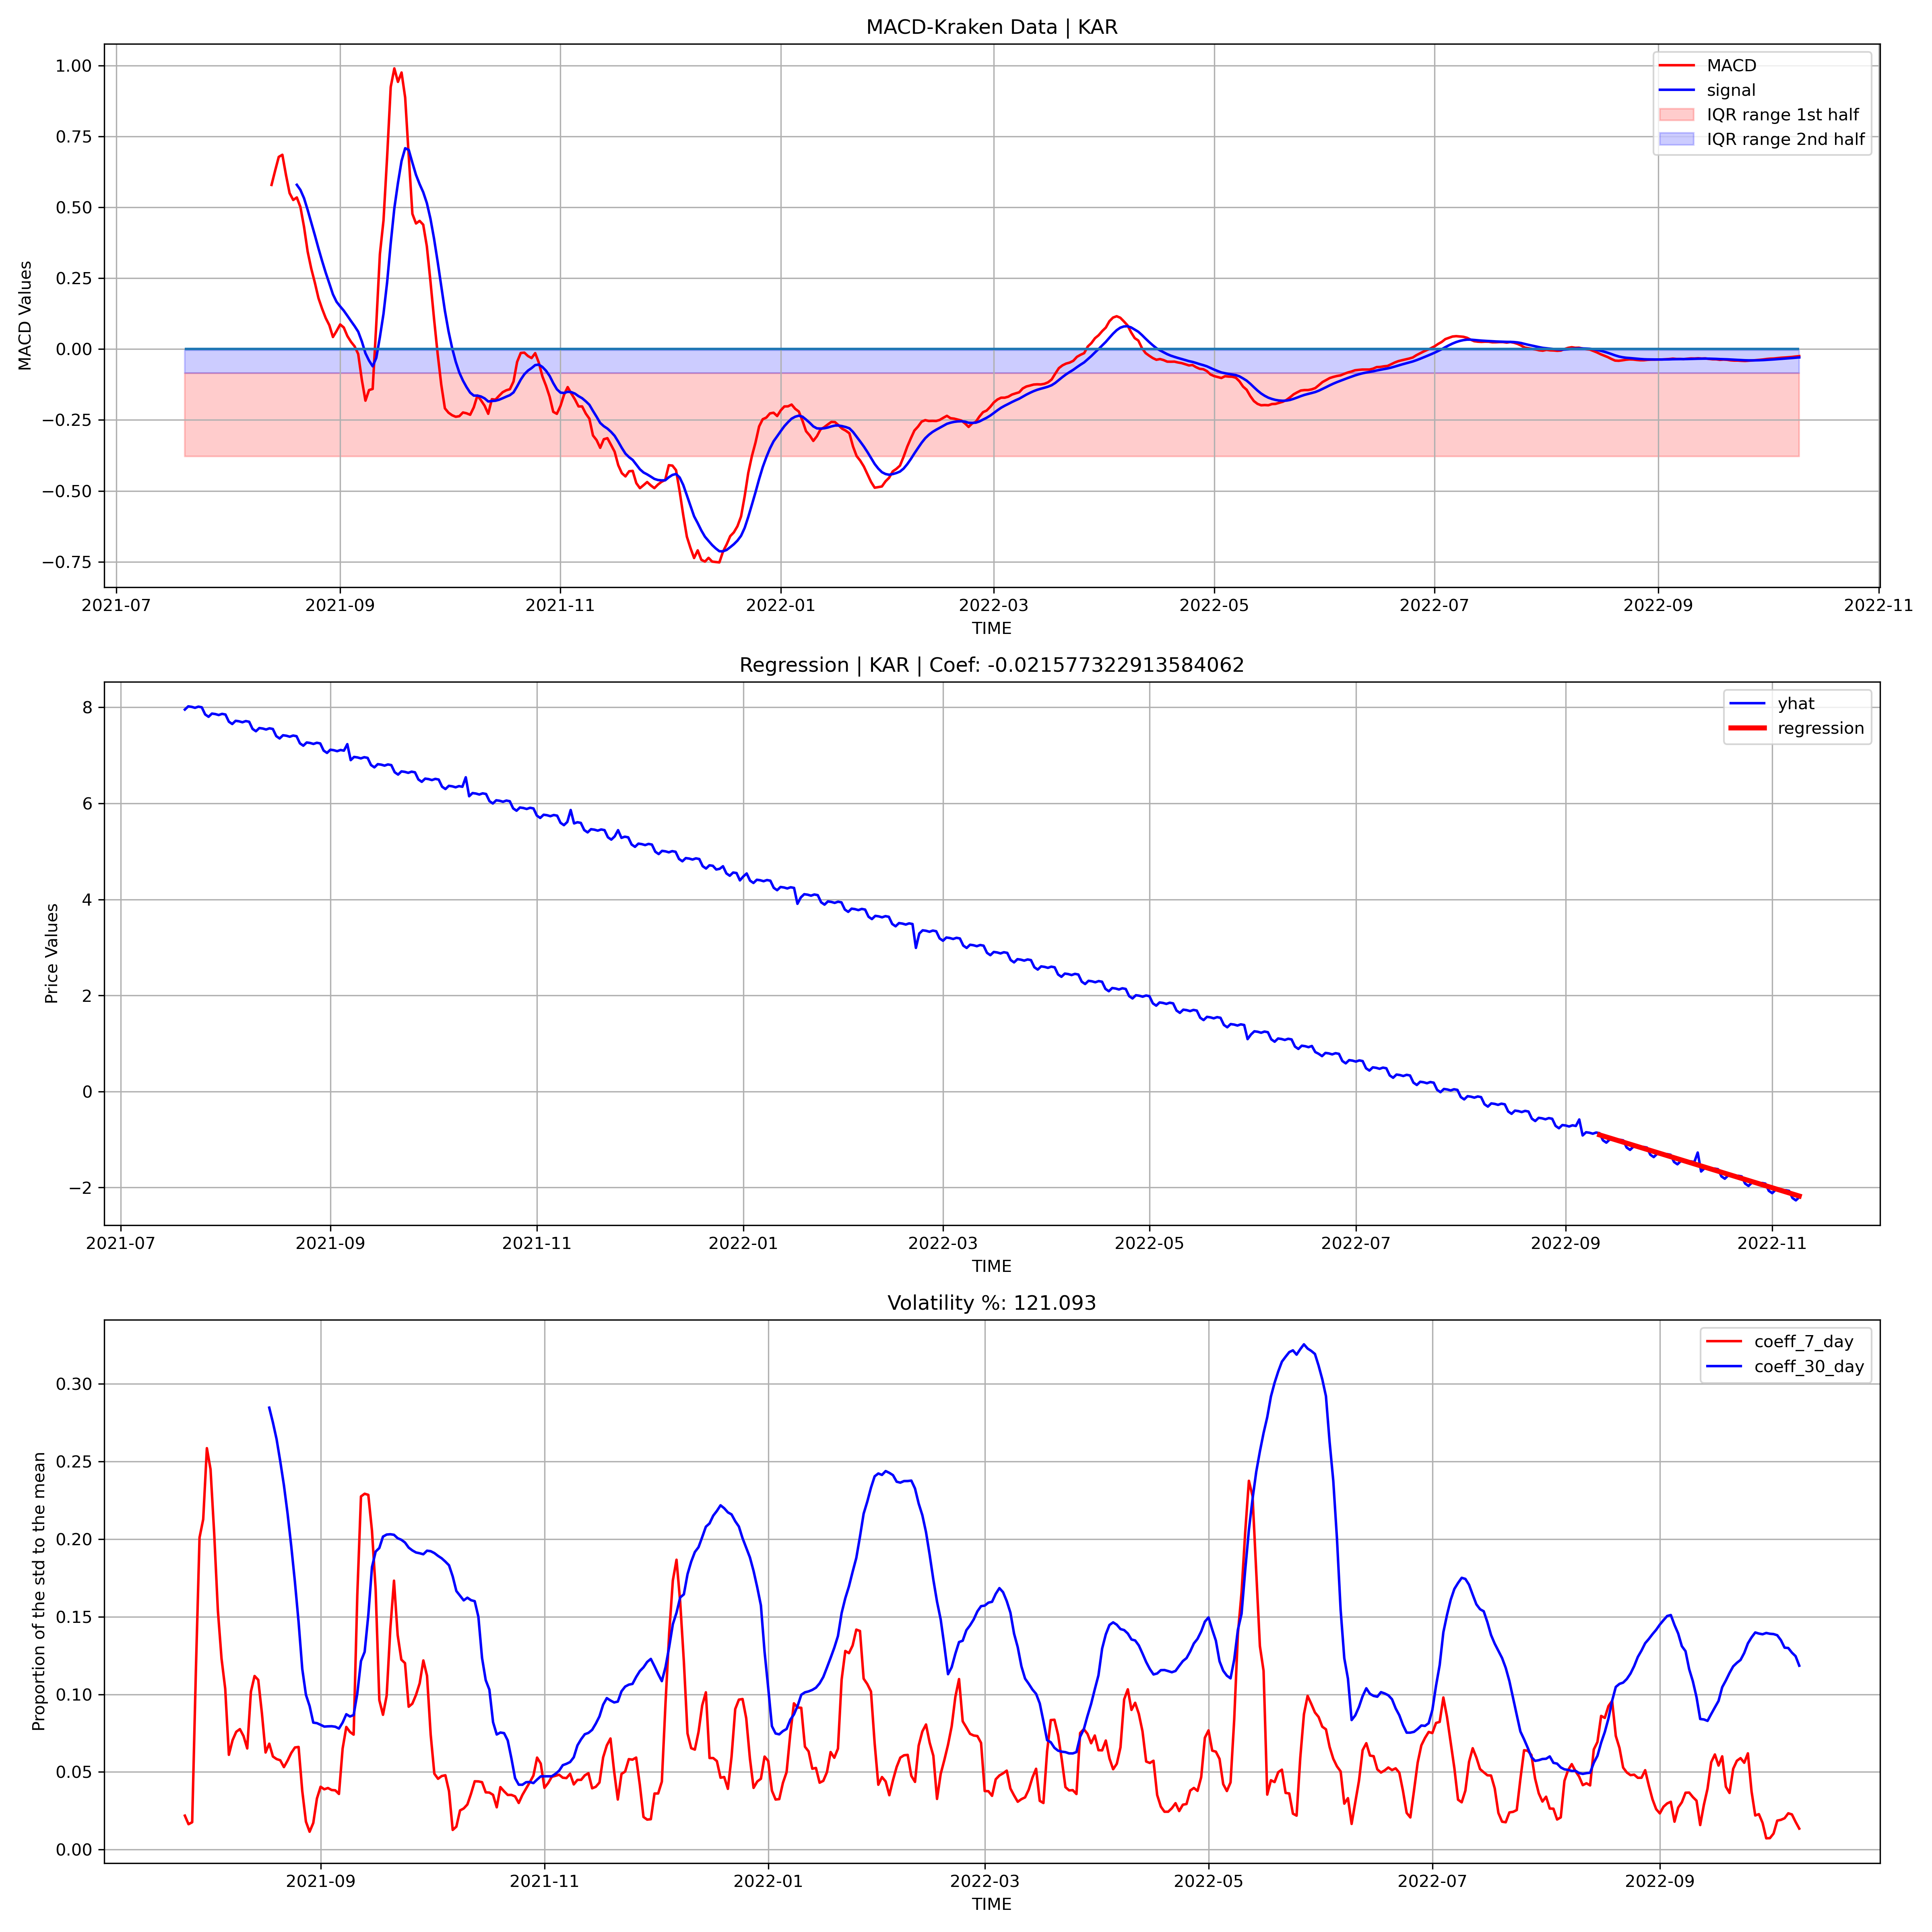 MACD-Kraken Data | KAR
MACD
signal
IQR range 1st half
IQR range 2nd half
MACD Values
1.00
0.75
0.50
0.25
0.00
−0.25
−0.50
−0.75
2021-07 2021-09 2021-11 2022-01 2022-03 2022-05 2022-07 2022-09 2022-11
TIME
Regression | KAR | Coef: -0.021577322913584062
yhat
regression
Price Values
8
6
4
2
0
−2
2021-07 2021-09 2021-11 2022-01 2022-03 2022-05 2022-07 2022-09 2022-11
TIME
Volatility %: 121.093
coeff_7_day
coeff_30_day
Proportion of the std to the mean
0.30
0.25
0.20
0.15
0.10
0.05
0.00
2021-09 2021-11 2022-01 2022-03 2022-05 2022-07 2022-09
TIME